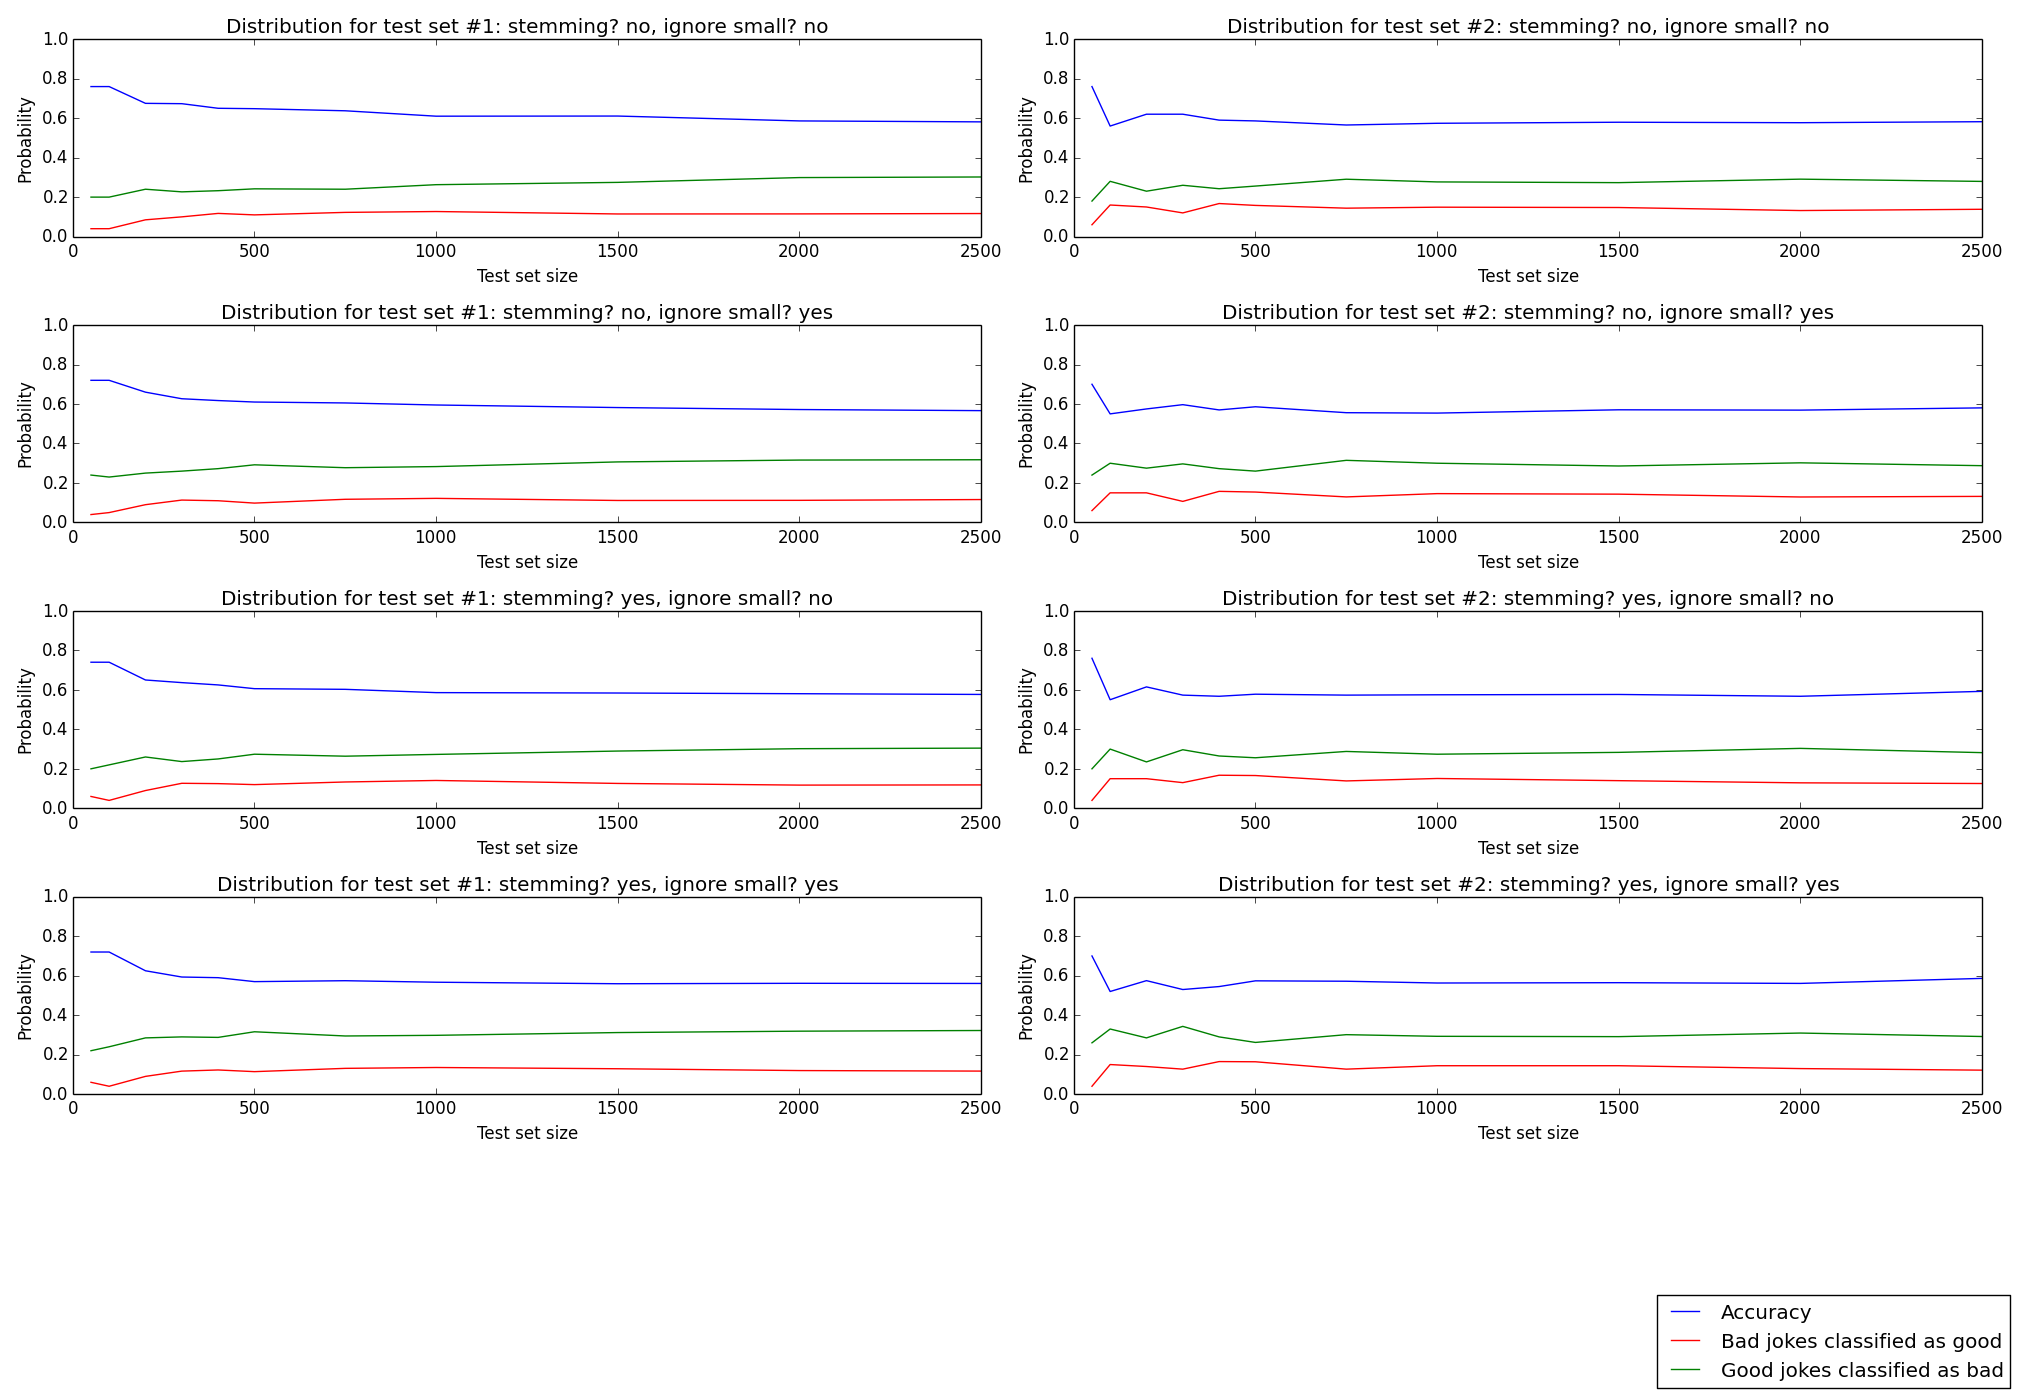 Distribution for test set #1: stemming? no, ignore small? no
1.0
0.8
0.6
0.4
0.2
0.0
Probability
0 500 1000 1500 2000 2500
Test set size
Distribution for test set #2: stemming? no, ignore small? no
1.0
0.8
0.6
0.4
0.2
0.0
Probability
0 500 1000 1500 2000 2500
Test set size
Distribution for test set #1: stemming? no, ignore small? yes
1.0
0.8
0.6
0.4
0.2
0.0
Probability
0 500 1000 1500 2000 2500
Test set size
Distribution for test set #2: stemming? no, ignore small? yes
1.0
0.8
0.6
0.4
0.2
0.0
Probability
0 500 1000 1500 2000 2500
Test set size
Distribution for test set #1: stemming? yes, ignore small? no
1.0
0.8
0.6
0.4
0.2
0.0
Probability
0 500 1000 1500 2000 2500
Test set size
Distribution for test set #2: stemming? yes, ignore small? no
1.0
0.8
0.6
0.4
0.2
0.0
Probability
0 500 1000 1500 2000 2500
Test set size
Distribution for test set #1: stemming? yes, ignore small? yes
1.0
0.8
0.6
0.4
0.2
0.0
Probability
0 500 1000 1500 2000 2500
Test set size
Distribution for test set #2: stemming? yes, ignore small? yes
1.0
0.8
0.6
0.4
0.2
0.0
Probability
0 500 1000 1500 2000 2500
Test set size
Accuracy
Bad jokes classified as good
Good jokes classified as bad